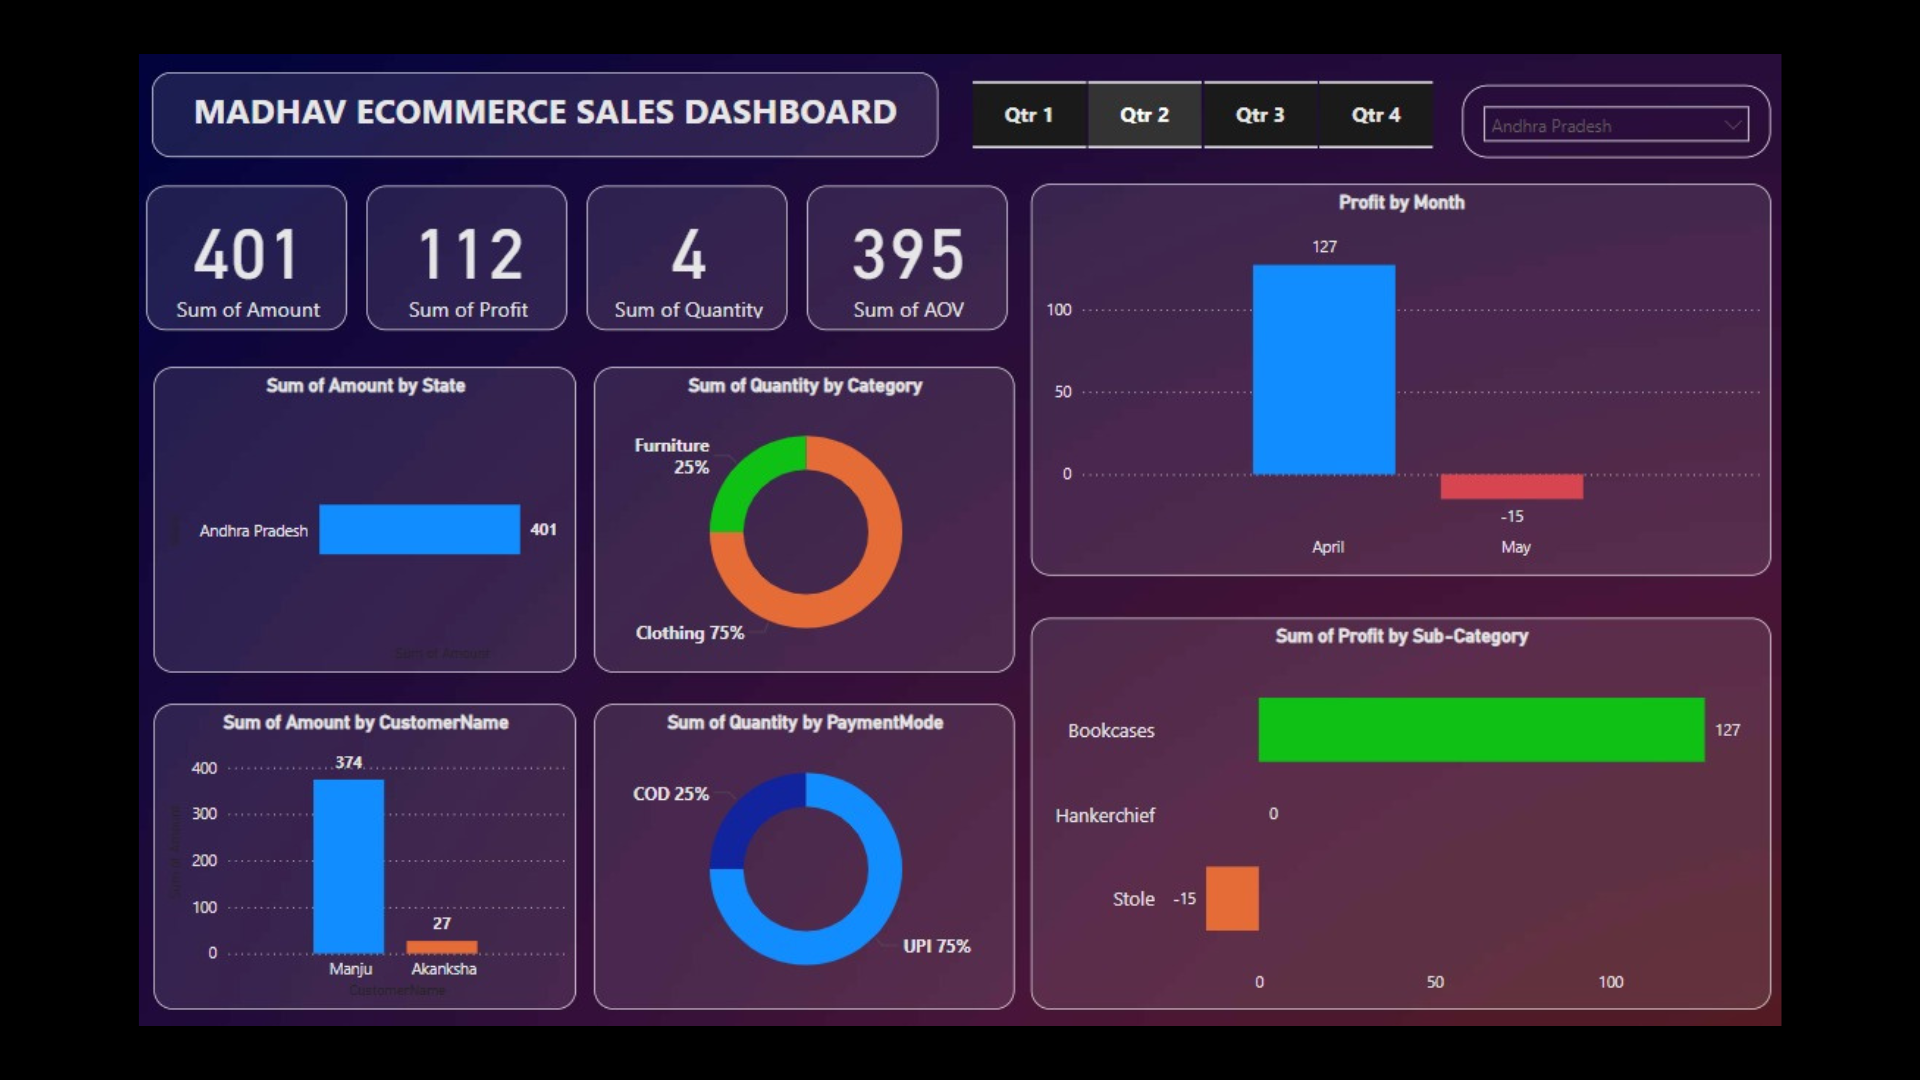 MADHAV ECOMMERCE SALES DASHBOARD
Qtr 1
Qtr 2
Qtr 3
Qtr 4
Andhra Pradesh
401
Sum of Amount
112
Sum of Profit
4
Sum of Quantity
395
Sum of AOV
Profit by Month
127
100
50
0
-15
April
May
Sum of Amount by State
Andhra Pradesh
401
Sum of Amount
Sum of Quantity by Category
Furniture
25%
Clothing 75%
Sum of Amount by CustomerName
400
300
200
100
0
374
27
Manju
Akanksha
CustomerName
Sum of Amount
Sum of Quantity by PaymentMode
COD 25%
UPI 75%
Sum of Profit by Sub-Category
Bookcases
127
Hankerchief
0
Stole
-15
0
50
100